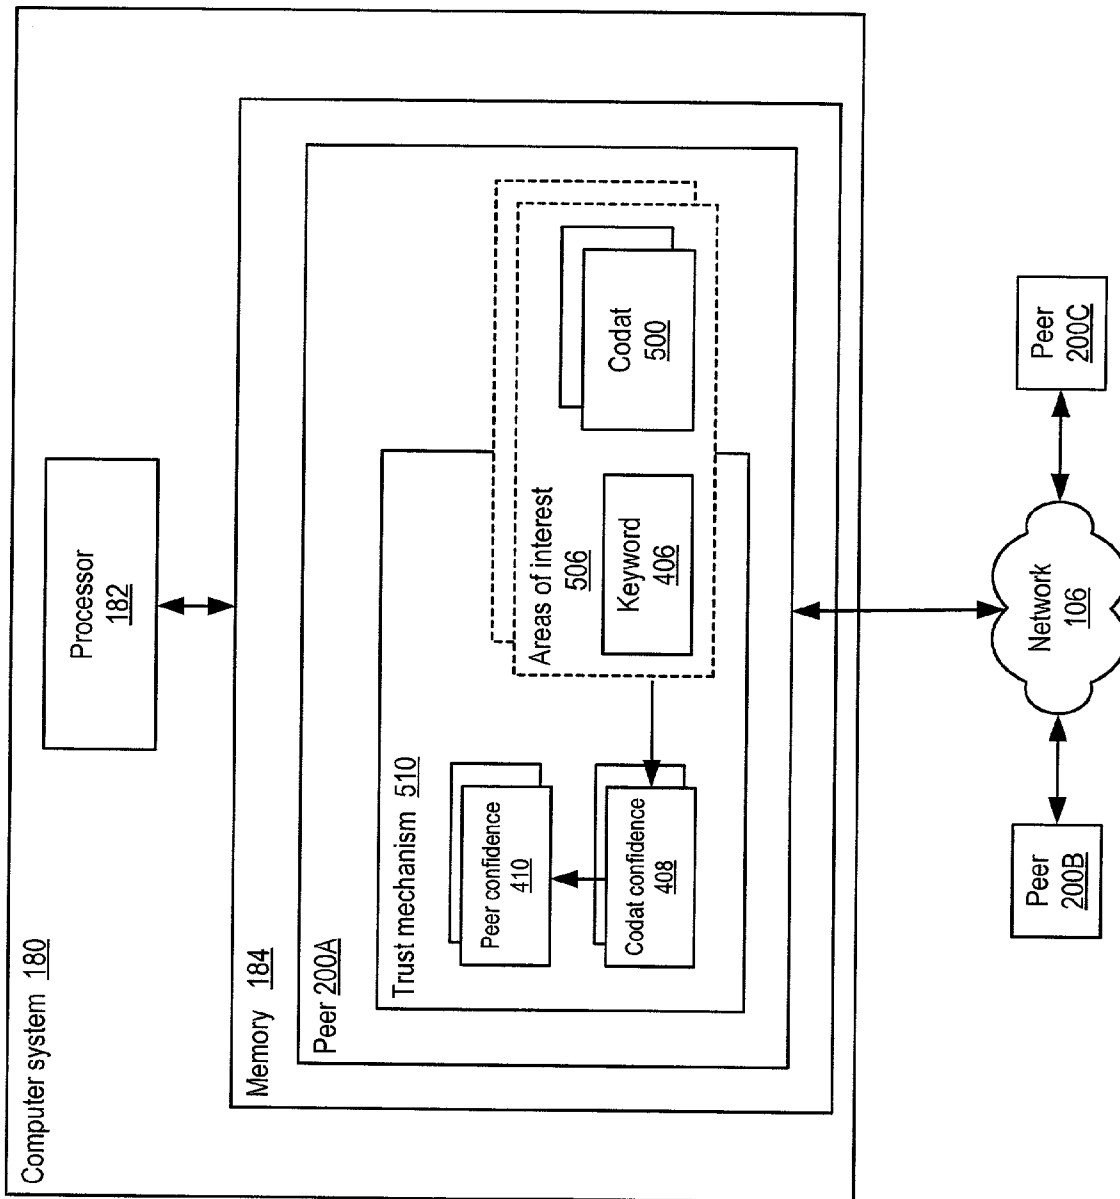 Computer system 180
Processor
182
Memory 184
Peer 200A
Trust mechanism 510
Peer confidence
410
Codat confidence
408
Areas of interest
506
Keyword
406
Codat
500
Network
106
Peer
200B
Peer
200C